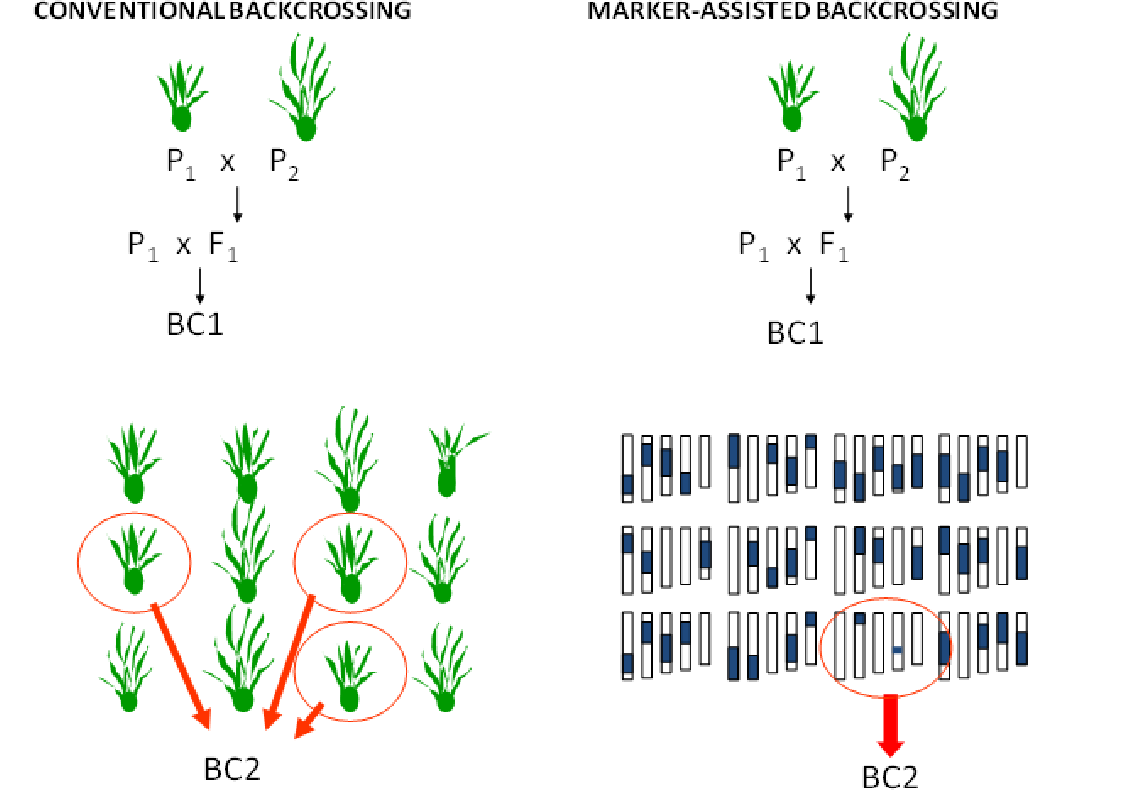 CONVENTIONAL BACKCROSSING
P1 x P2
P1 x F1
BC1
BC2
MARKER-ASSISTED BACKCROSSING
P1 x P2
P1 x F1
BC1
BC2